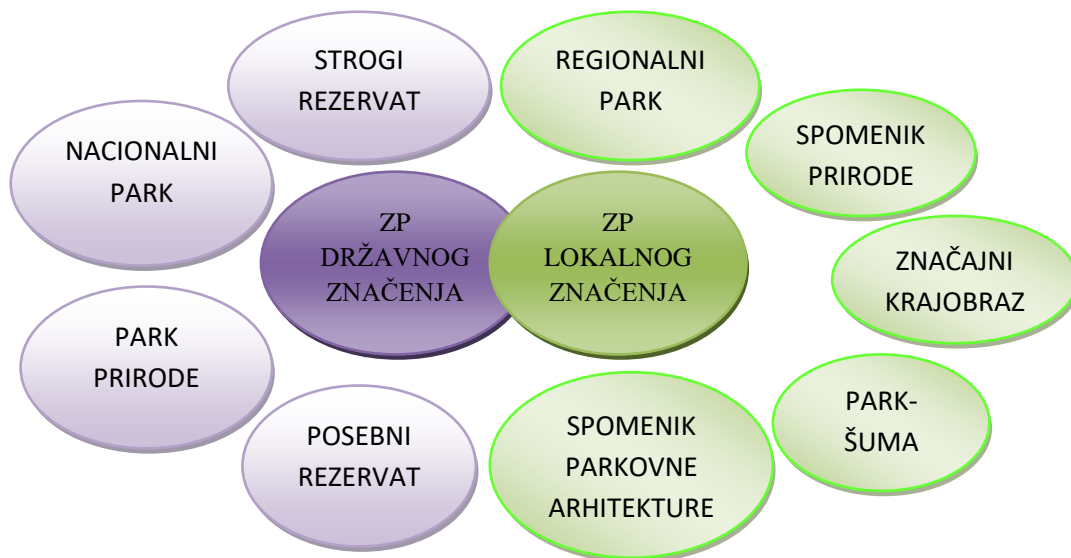 STROGI
REZERVAT
REGIONALNI
PARK
NACIONALNI
PARK
SPOMENIK
PRIRODE
ZP
DRŽAVNOG
ZNAČENJA
ZP
LOKALNOG
ZNAČENJA
ZNAČAJNI
KRAJOBRAZ
PARK
PRIRODE
PARK-
ŠUMA
POSEBNI
REZERVAT
SPOMENIK
PARKOVNE
ARHITEKTURE